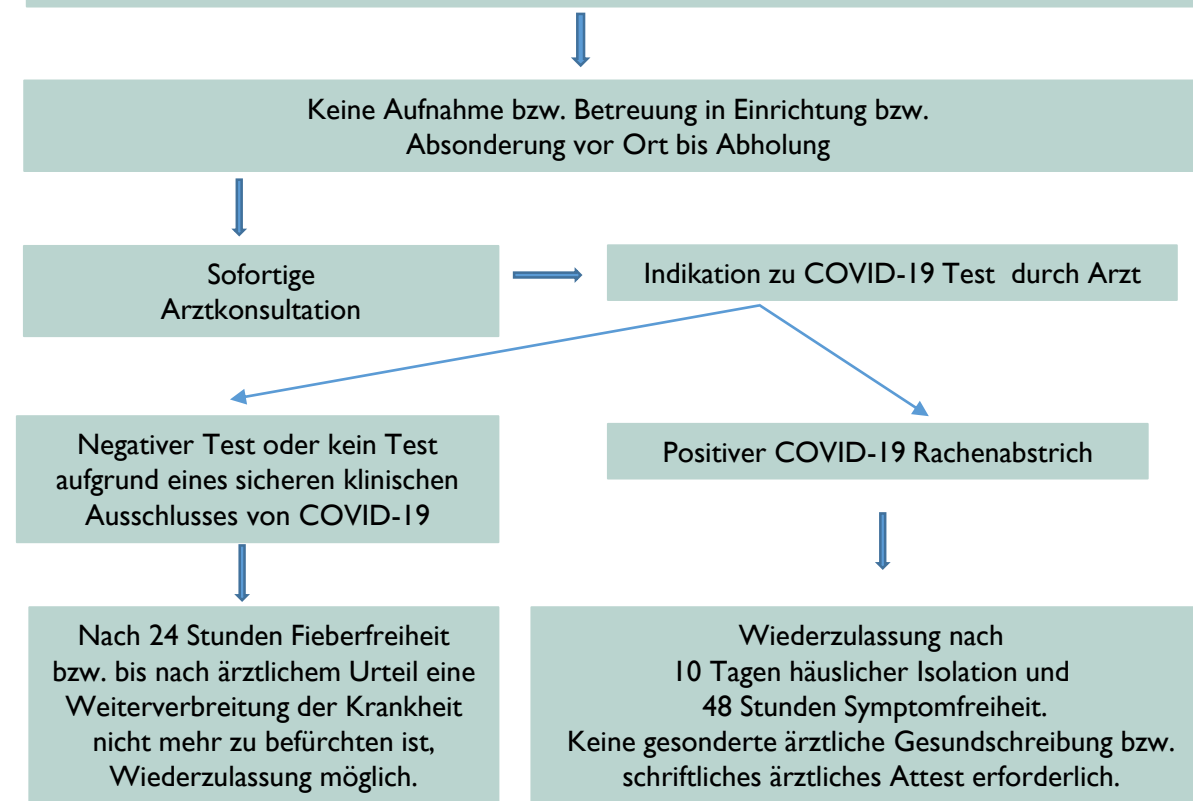 Keine Aufnahme bzw. Betreuung in Einrichtung bzw.
Absonderung vor Ort bis Abholung
Sofortige
Arztkonsultation
Indikation zu COVID-19 Test durch Arzt
Negativer Test oder kein Test
aufgrund eines sicheren klinischen
Ausschlusses von COVID-19
Positiver COVID-19 Rachenabstrich
Nach 24 Stunden Fieberfreiheit
bzw. bis nach ärztlichem Urteil eine
Weiterverbreitung der Krankheit
nicht mehr zu befürchten ist,
Wiederzulassung möglich.
Wiederzulassung nach
10 Tagen häuslicher Isolation und
48 Stunden Symptomfreiheit.
Keine gesonderte ärztliche Gesundschreibung bzw.
schriftliches ärztliches Attest erforderlich.